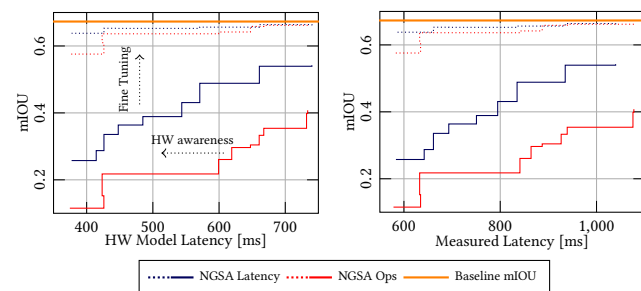 0.6
0.4
0.2
mIOU
Fine Tuning
HW awareness
400 500 600 700
HW Model Latency [ms]
0.6
0.4
0.2
mIOU
600 800 1,000
Measured Latency [ms]
NGSA Latency NGSA Ops Baseline mIOU